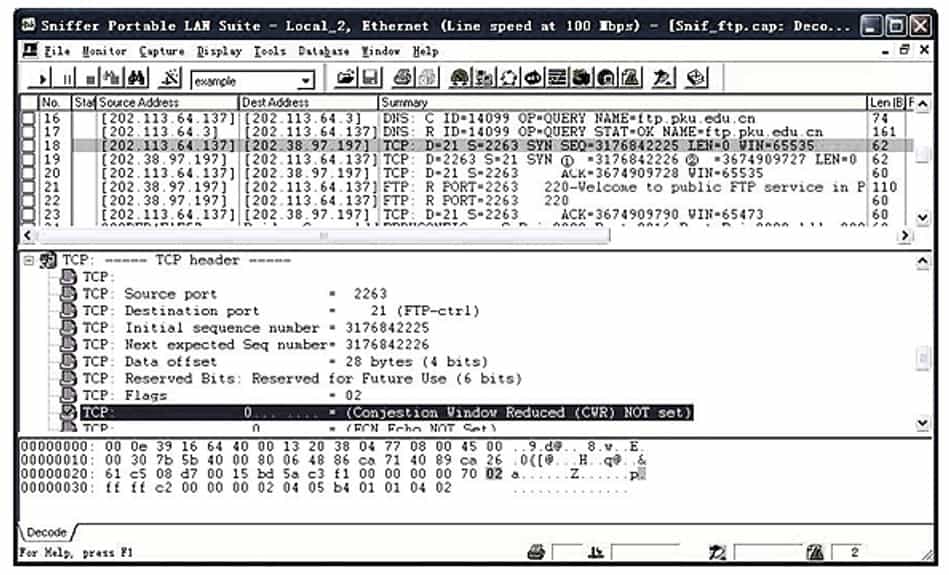 Sniffer Portable LAN Suite - Local_2, Ethernet (Line speed at 100 Mbps) - [Snif_ftp.cap: Deco...
File Monitor Capture Display Tools Database Window Help
example
No. Stat Source Address Dest Address Summary Len (B) F
16 [202.113.64.137] [202.113.64.3] DNS: C ID=14099 OP=QUERY NAME=ftp.pku.edu.cn 74
17 [202.113.64.3] [202.113.64.137] DNS: R ID=14099 OP=QUERY STAT=OK NAME=ftp.pku.edu.cn 161
18 [202.113.64.137] [202.38.97.197] TCP: D=21 S=2263 SYN SEQ=3176842225 LEN=0 WIN=65535 62
19 [202.38.97.197] [202.113.64.137] TCP: D=2263 S=21 SYN ① =3176842225 ② =3674909727 LEN=0 62
20 [202.113.64.137] [202.38.97.197] TCP: D=21 S=2263 ACK=3674909728 WIN=65535 60
21 [202.38.97.197] [202.113.64.137] FTP: R PORT=2263 220-Welcome to public FTP service in P 110
22 [202.38.97.197] [202.113.64.137] FTP: R PORT=2263 220 60
23 [202.113.64.137] [202.38.97.197] TCP: D=21 S=2263 ACK=3674909790 WIN=65473 60
TCP: ----- TCP header -----
TCP:
TCP: Source port = 2263
TCP: Destination port = 21 (FTP-ctrl)
TCP: Initial sequence number = 3176842225
TCP: Next expected Seq number= 3176842226
TCP: Data offset = 28 bytes (4 bits)
TCP: Reserved Bits: Reserved for Future Use (6 bits)
TCP: Flags = 02
TCP: 0... .... = (Conjestion Window Reduced (CWR) NOT set)
TCP: .0.. .... = (ECN Echo NOT Set)
00000000: 00 0e 39 16 64 40 00 13 20 38 04 77 08 00 45 00 ..9.d@.. 8.w..E.
00000010: 00 30 7b 5b 40 00 80 06 48 86 ca 71 40 89 ca 26 .0{[@...H..q@..&
00000020: 61 c5 08 d7 00 15 bd 5a c3 f1 00 00 00 00 70 02 a......Z......p
00000030: ff ff c2 00 00 00 02 04 05 b4 01 01 04 02 ..............
Decode
For Help, press F1
2